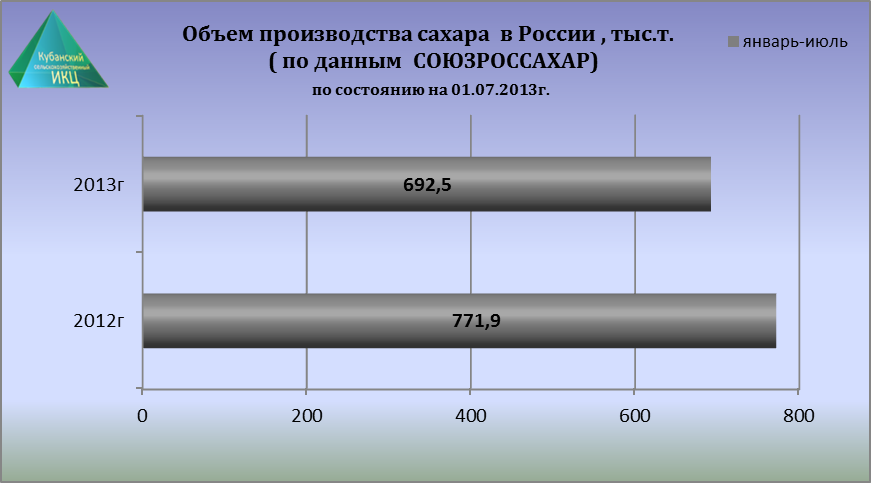 Объем производства сахара в России , тыс.т.
( по данным СОЮЗРОССАХАР)
по состоянию на 01.07.2013г.
январь-июль
Кубанский
сельскохозяйственный
ИКЦ
2013г
692,5
2012г
771,9
0 200 400 600 800